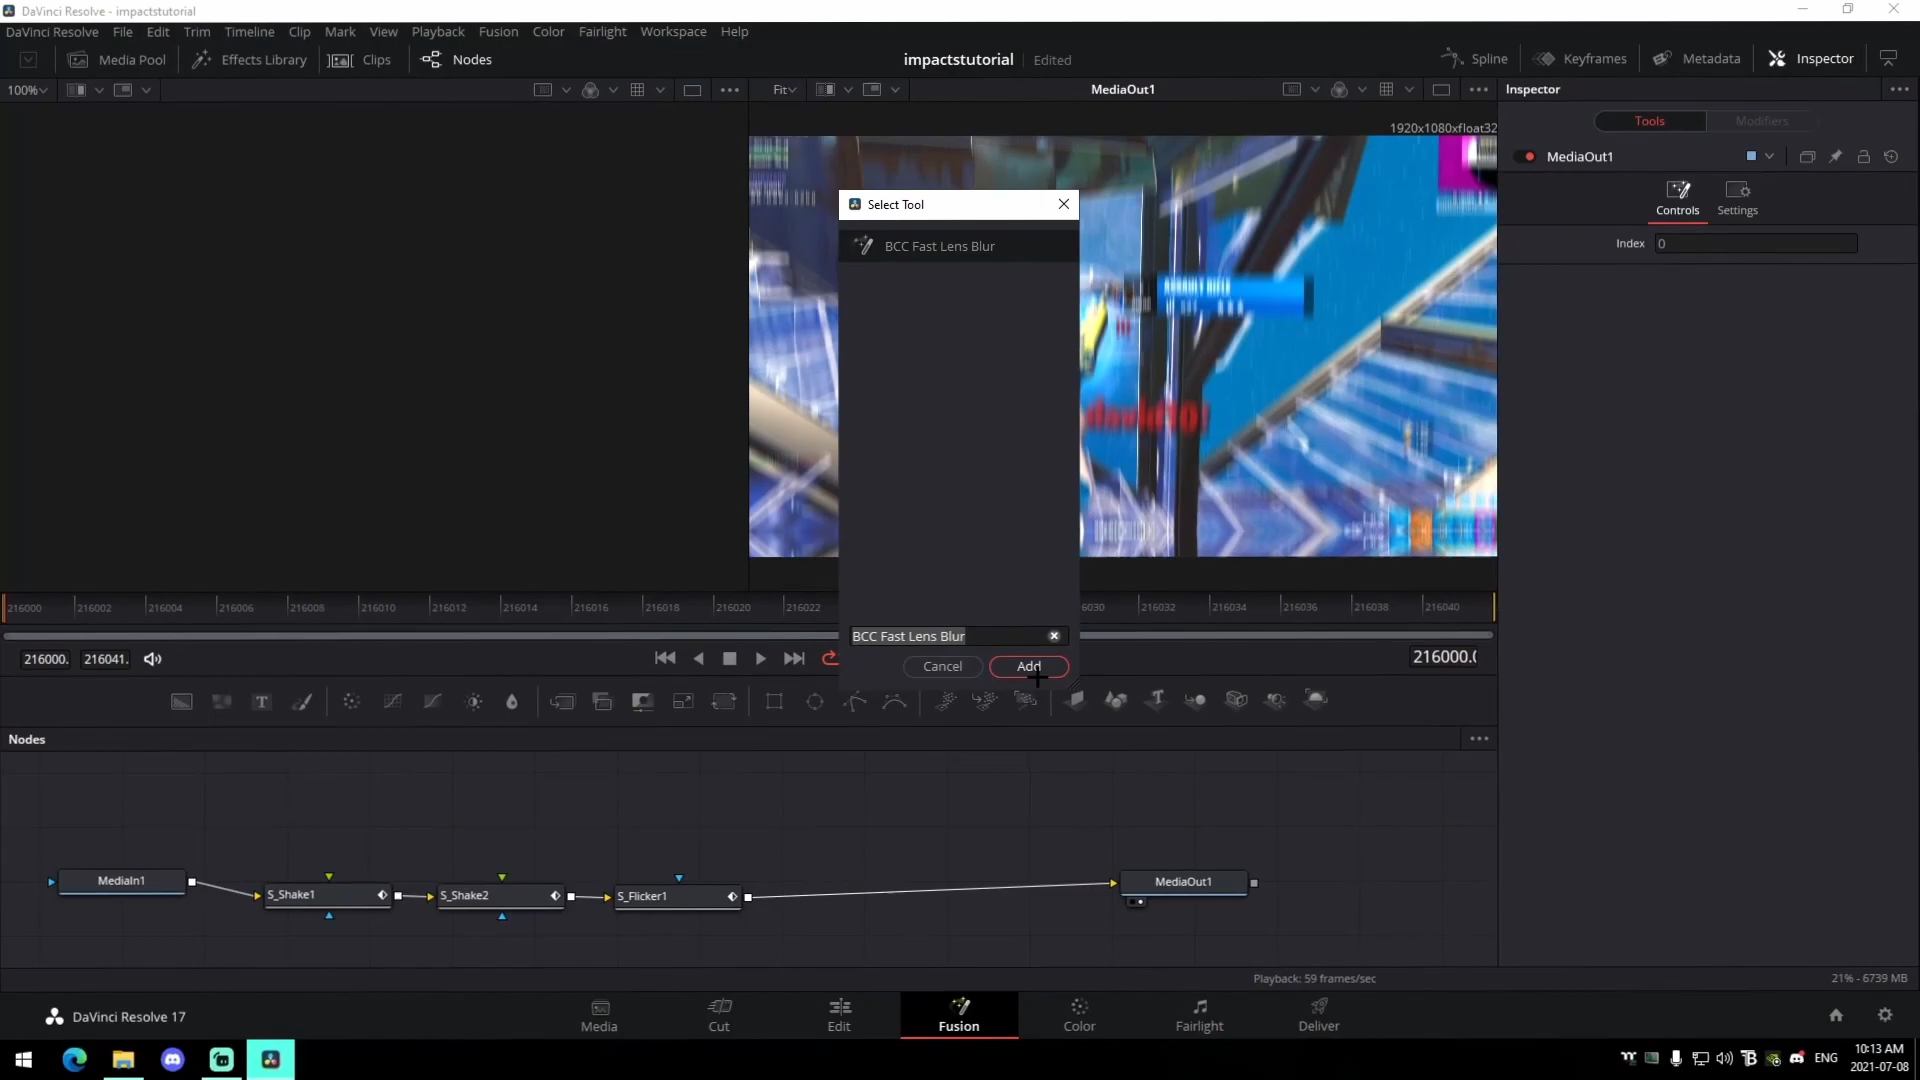 DaVinci Resolve - impactstutorial
DaVinci Resolve File Edit Trim Timeline Clip Mark View Playback Fusion Color Fairlight Workspace Help
Media Pool Effects Library Clips Nodes impactstutorial Edited Spline Keyframes Metadata Inspector
100% Fit MediaOut1 Inspector
1920x1080xfloat32
Tools Modifiers
MediaOut1
Controls Settings
Index 0
Select Tool
BCC Fast Lens Blur
216000 216002 216004 216006 216008 216010 216012 216014 216016 216018 216020 216022 6030 216032 216034 216036 216038 216040
BCC Fast Lens Blur
Cancel Add
216000. 216041. 216000.0
Nodes
MediaIn1 S_Shake1 S_Shake2 S_Flicker1 MediaOut1
Playback: 59 frames/sec 21% - 6739 MB
DaVinci Resolve 17 Media Cut Edit Fusion Color Fairlight Deliver
ENG 10:13 AM
2021-07-08